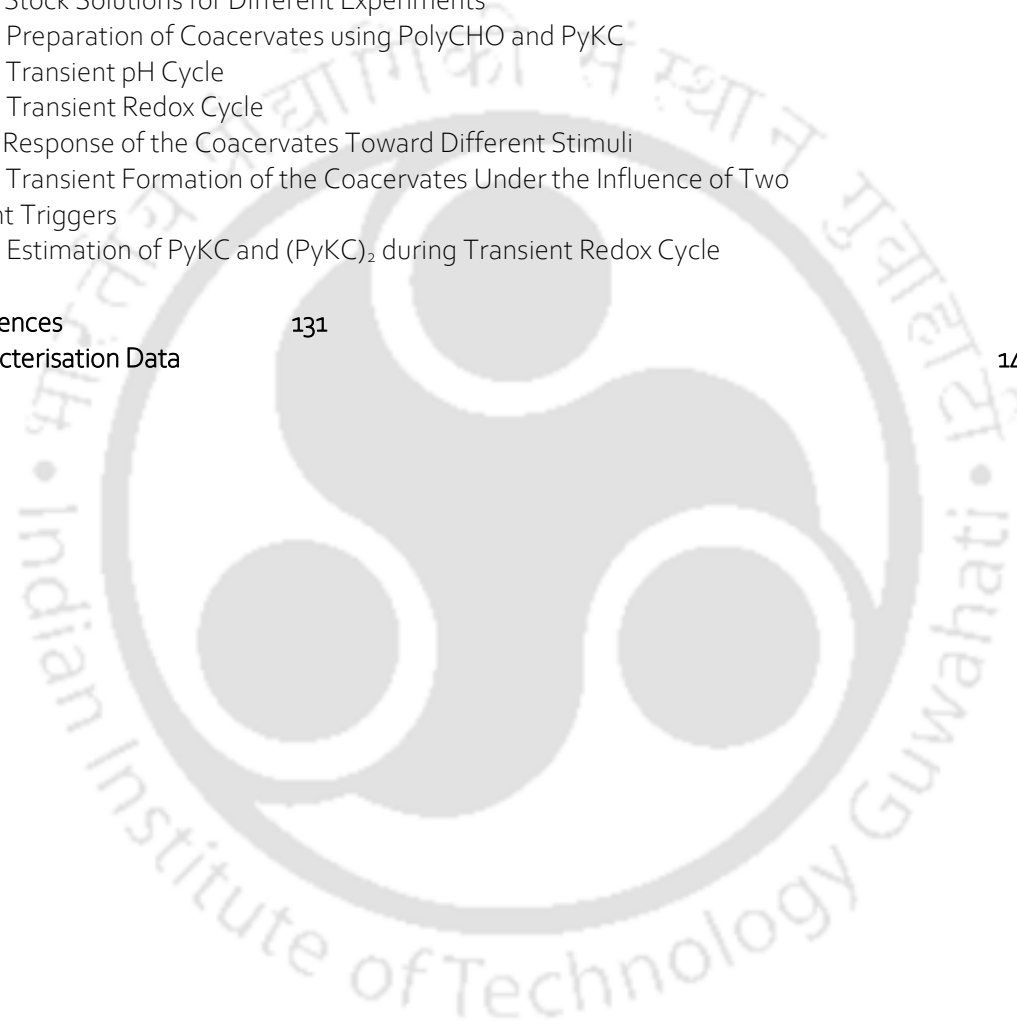 Stock Solutions for Different Experiments
Preparation of Coacervates using PolyCHO and PyKC
Transient pH Cycle
Transient Redox Cycle
Response of the Coacervates Toward Different Stimuli
Transient Formation of the Coacervates Under the Influence of Two
nt Triggers
Estimation of PyKC and (PyKC)₂ during Transient Redox Cycle
ences 131
cterisation Data
Indian Institute of Technology Guwahati